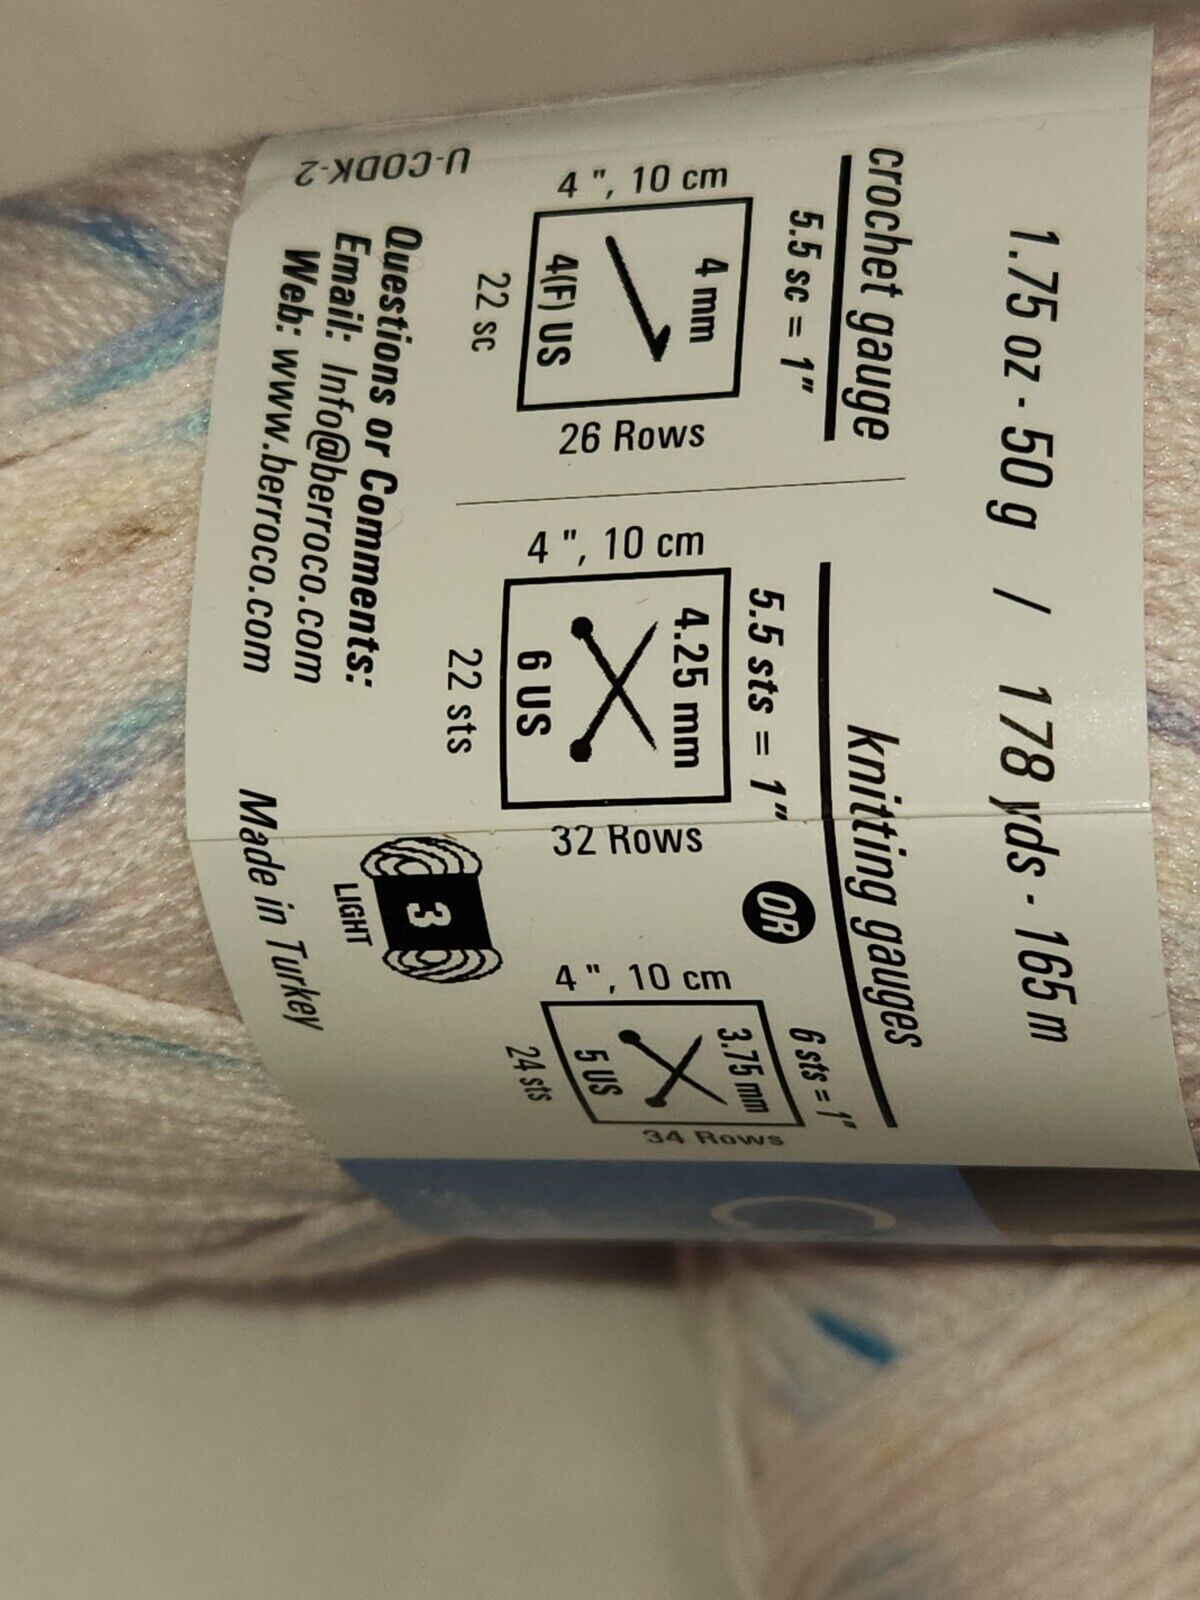 1.75 oz - 50 g / 178 yds - 165 m
crochet gauge
5.5 sc = 1"
4 mm
4(F) US
4 ", 10 cm
26 Rows
22 sc
knitting gauges
5.5 sts = 1"
4.25 mm
6 US
4 ", 10 cm
32 Rows
22 sts
OR
6 sts = 1"
3.75 mm
5 US
4 ", 10 cm
34 Rows
24 sts
3
LIGHT
Questions or Comments:
Email: Info@berroco.com
Web: www.berroco.com
Made in Turkey
U-CODK-2